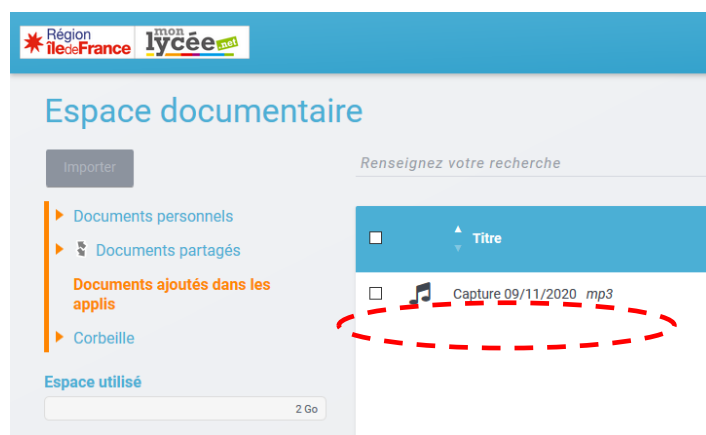 Région
îledeFrance
mon
lycée.net
Espace documentaire
Importer
Renseignez votre recherche
Documents personnels
Documents partagés
Documents ajoutés dans les
applis
Corbeille
Espace utilisé
2 Go
Titre
Capture 09/11/2020 mp3